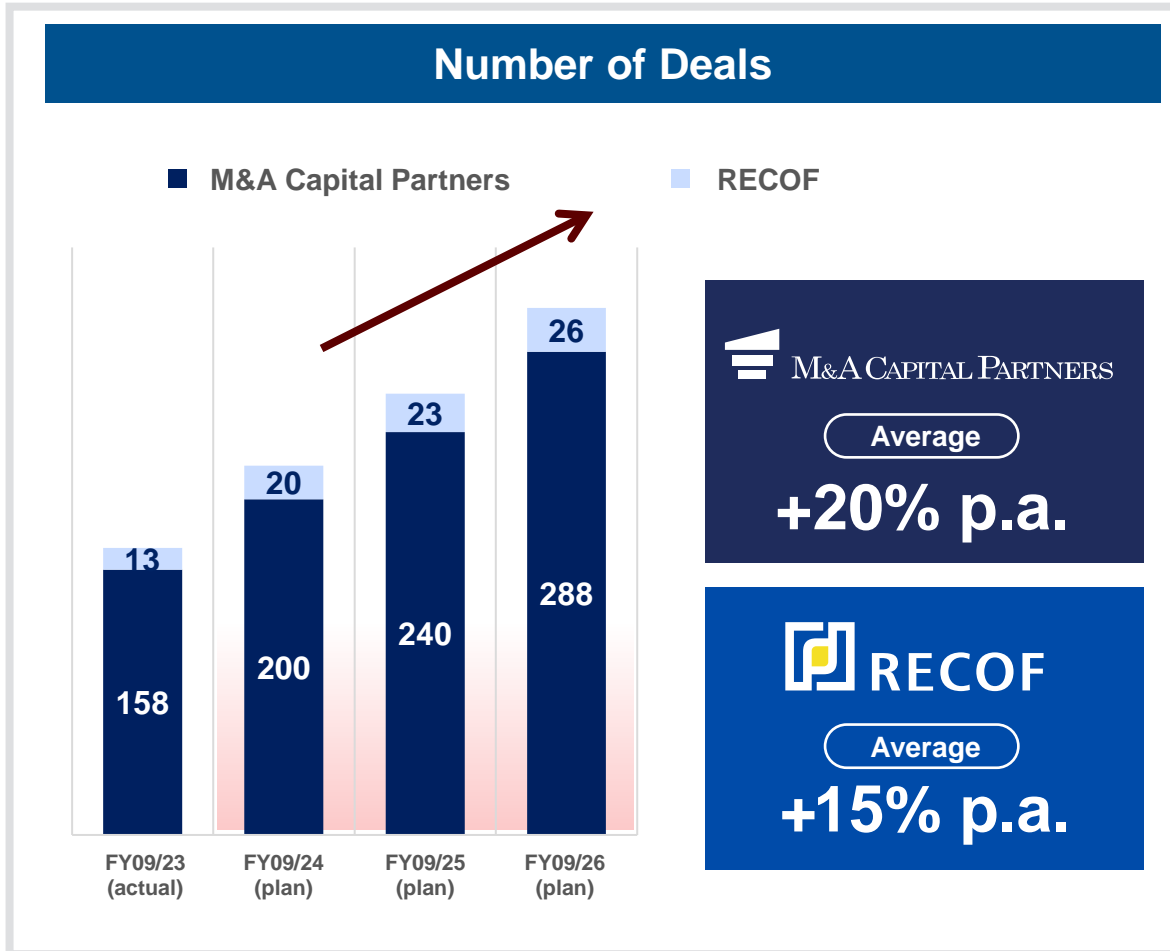 Number of Deals
M&A Capital Partners
RECOF
13
158
20
200
23
240
26
288
FY09/23
(actual)
FY09/24
(plan)
FY09/25
(plan)
FY09/26
(plan)
M&A CAPITAL PARTNERS
Average
+20% p.a.
RECOF
Average
+15% p.a.